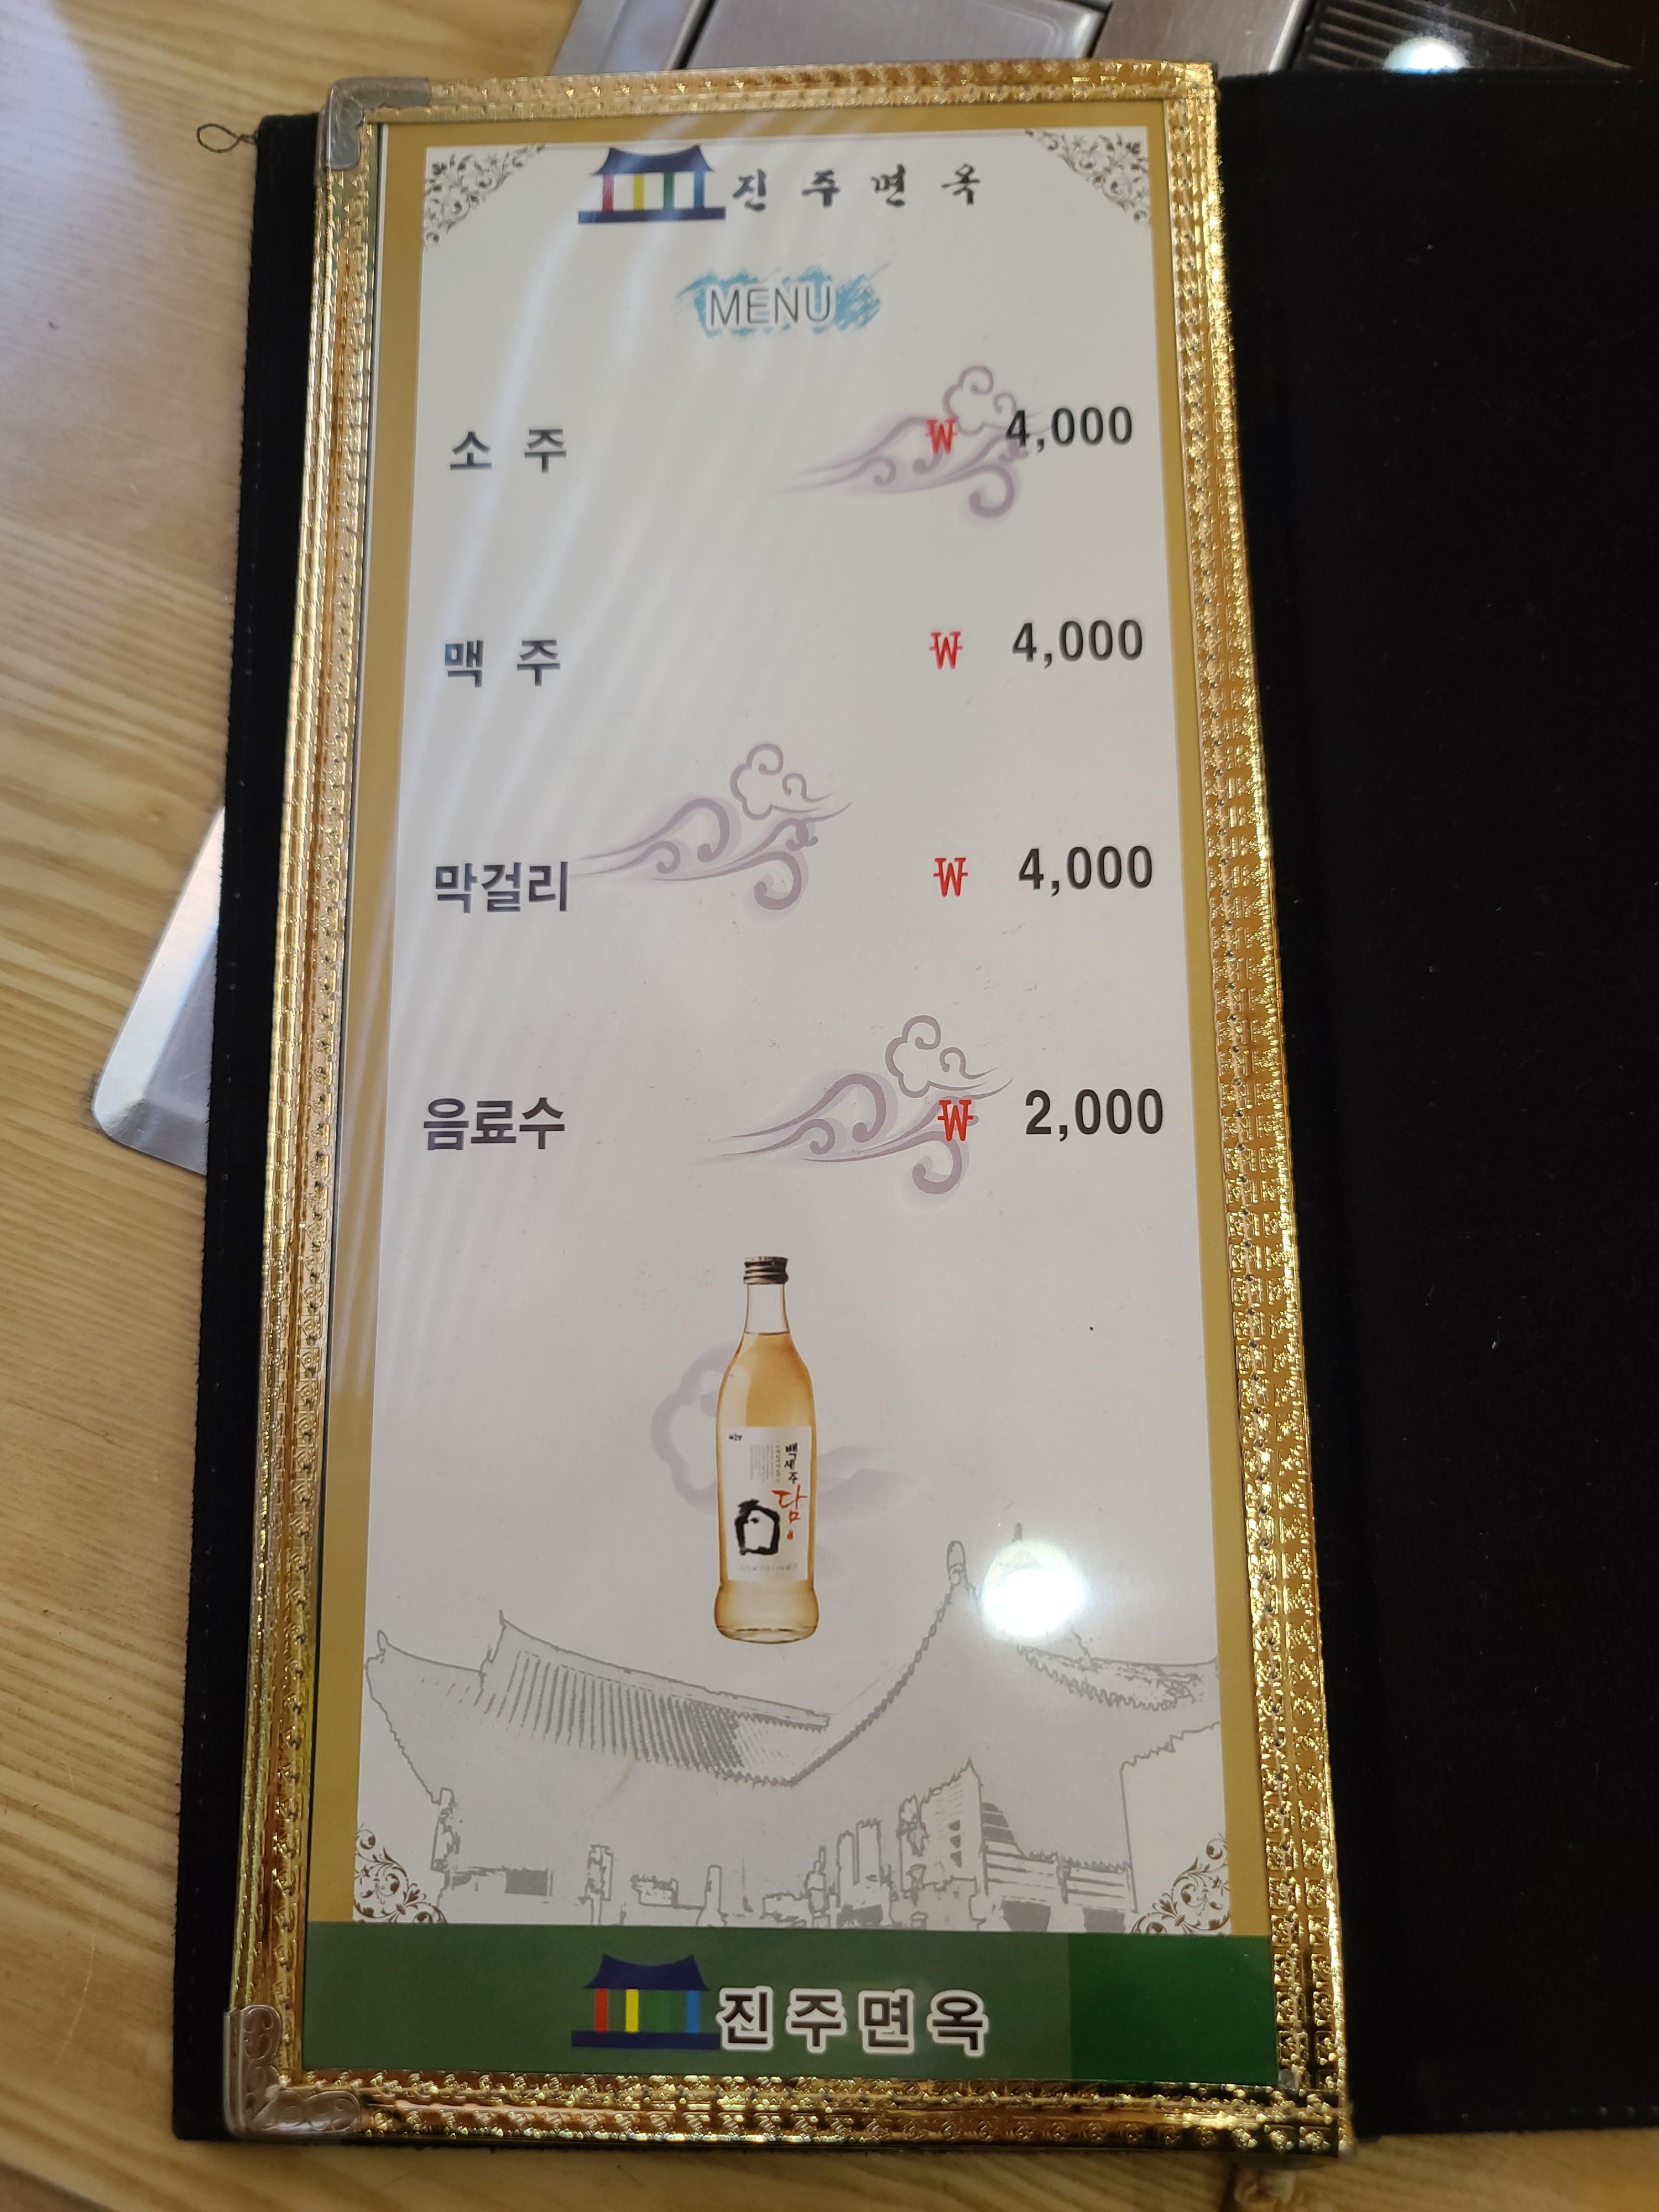 진주면옥
MENU
소주 ₩ 4,000
맥주 ₩ 4,000
막걸리 ₩ 4,000
음료수 ₩ 2,000
백세주
담
진주면옥